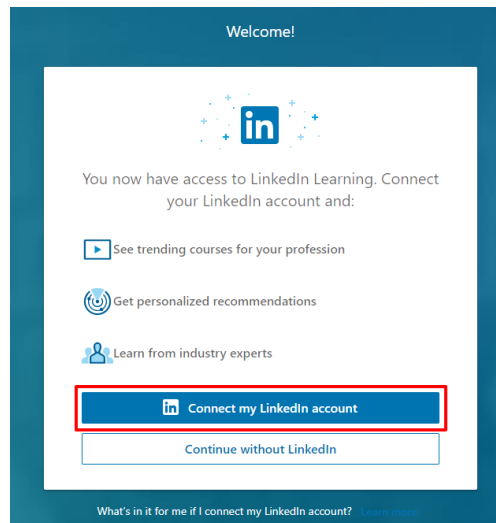 Welcome!
in
You now have access to LinkedIn Learning. Connect
your LinkedIn account and:
See trending courses for your profession
Get personalized recommendations
Learn from industry experts
in Connect my LinkedIn account
Continue without LinkedIn
What's in it for me if I connect my LinkedIn account? Learn more